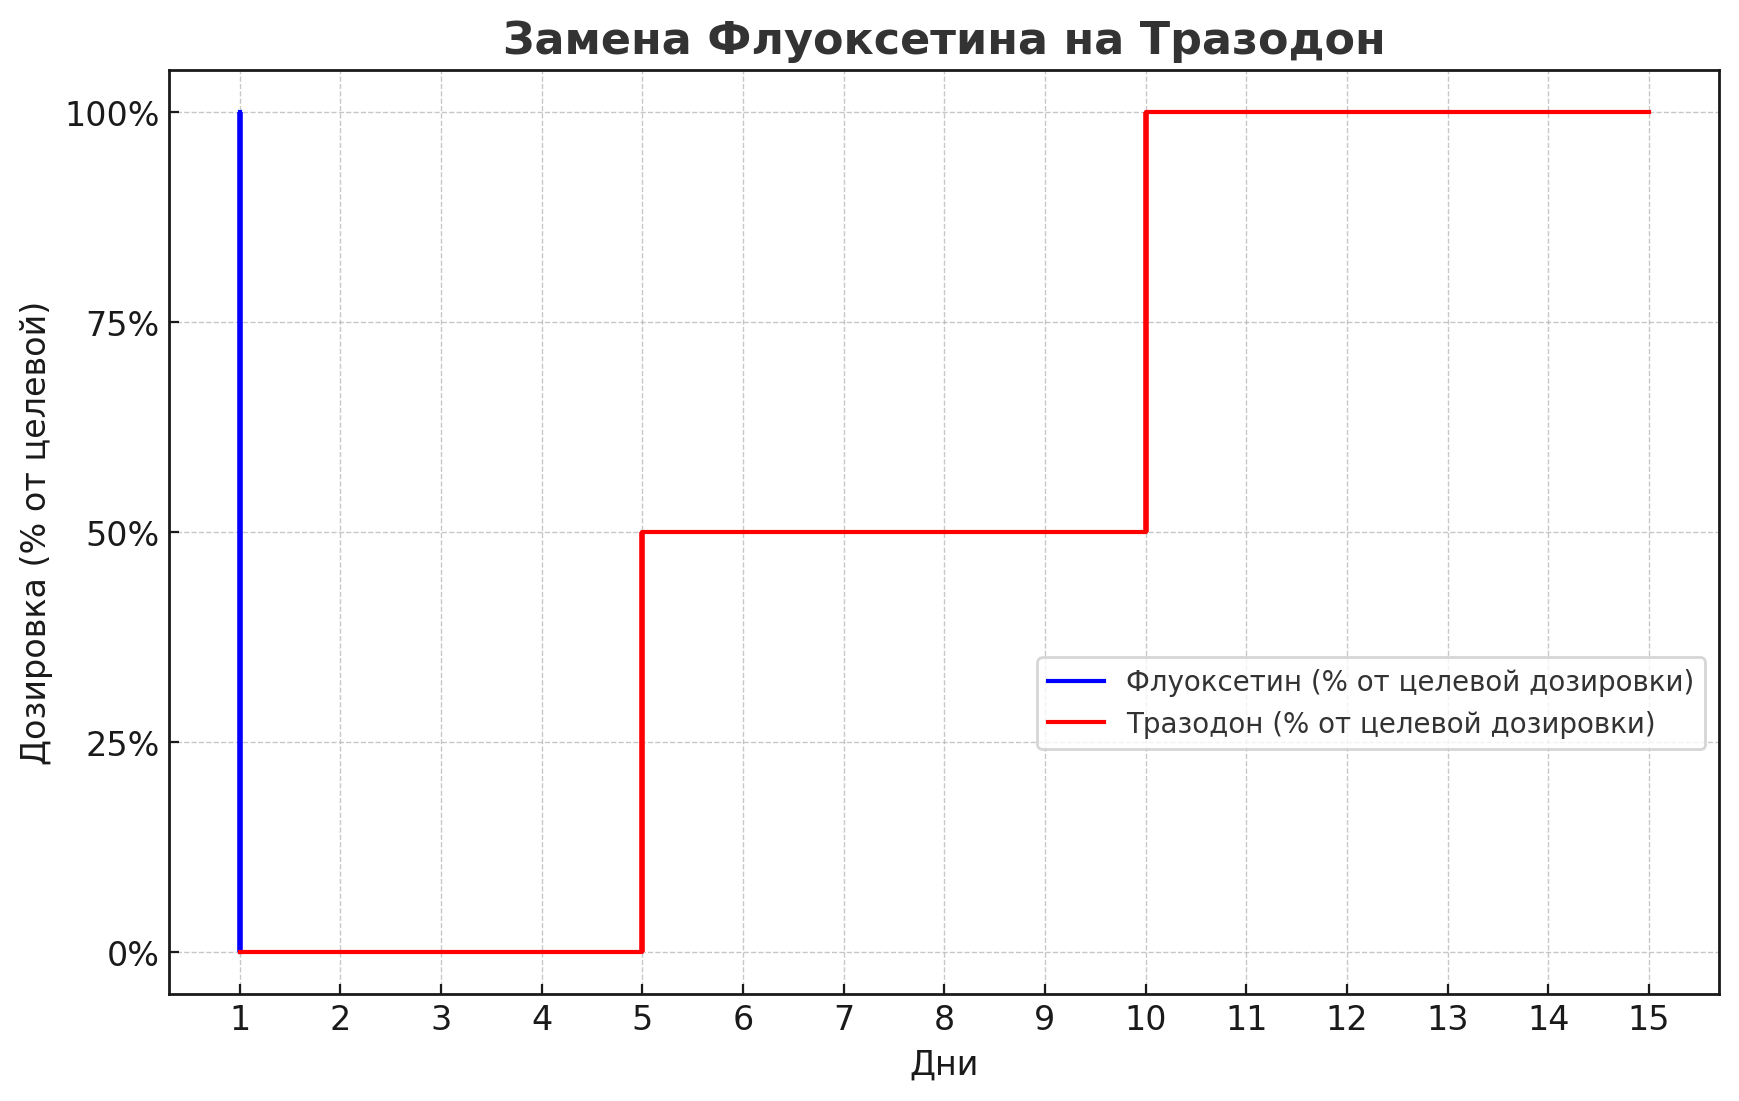 Замена Флуоксетина на Тразодон
100%
75%
50%
25%
0%
Дозировка (% от целевой)
Флуоксетин (% от целевой дозировки)
Тразодон (% от целевой дозировки)
1 2 3 4 5 6 7 8 9 10 11 12 13 14 15
Дни